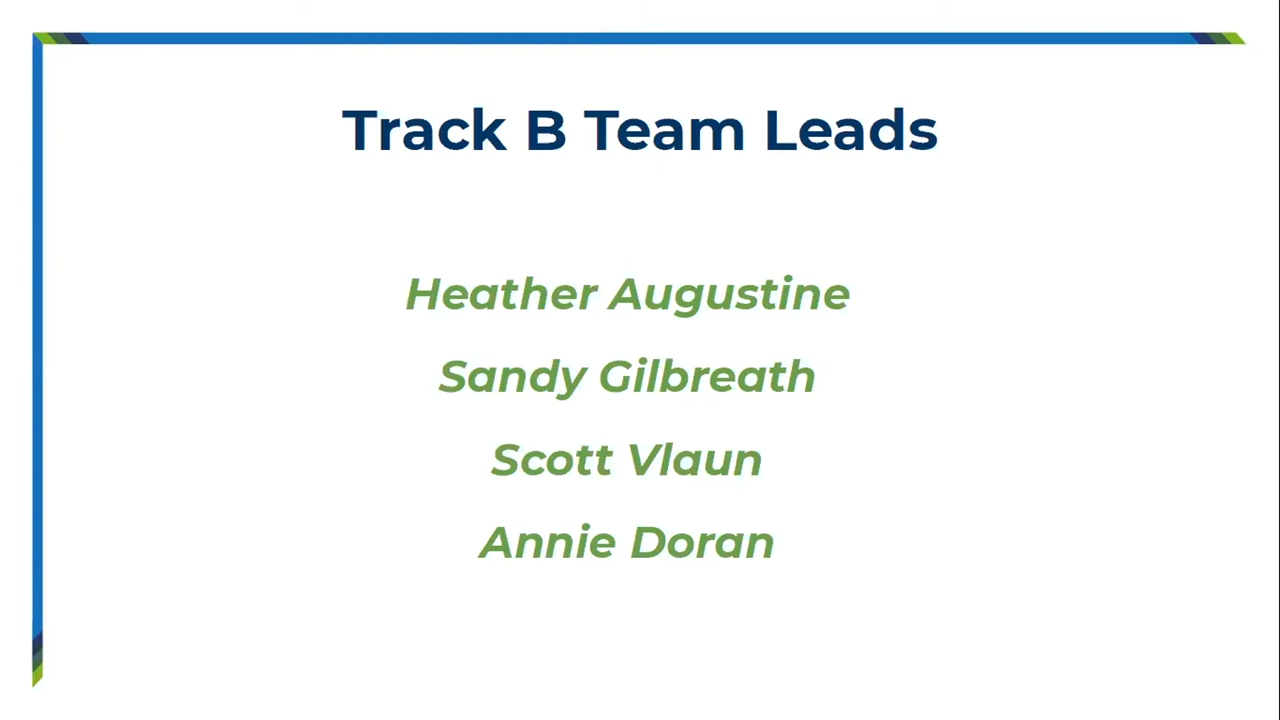 Track B Team Leads
Heather Augustine
Sandy Gilbreath
Scott Vlaun
Annie Doran